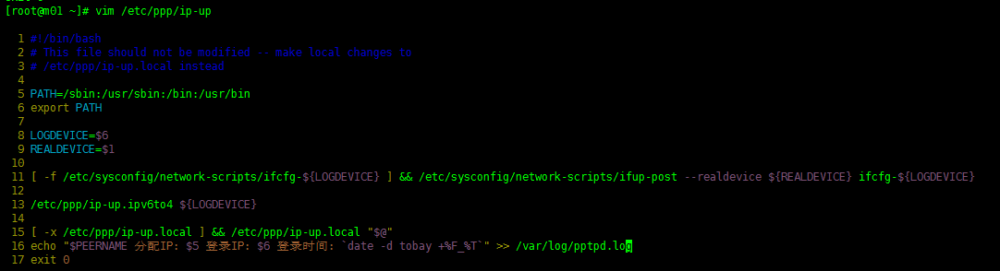 [root@m01 ~]# vim /etc/ppp/ip-up
1 #!/bin/bash
2 # This file should not be modified -- make local changes to
3 # /etc/ppp/ip-up.local instead
4
5 PATH=/sbin:/usr/sbin:/bin:/usr/bin
6 export PATH
7
8 LOGDEVICE=$6
9 REALDEVICE=$1
10
11 [ -f /etc/sysconfig/network-scripts/ifcfg-${LOGDEVICE} ] && /etc/sysconfig/network-scripts/ifup-post --realdevice ${REALDEVICE} ifcfg-${LOGDEVICE}
12
13 /etc/ppp/ip-up.ipv6to4 ${LOGDEVICE}
14
15 [ -x /etc/ppp/ip-up.local ] && /etc/ppp/ip-up.local "$@"
16 echo "$PEERNAME 分配IP: $5 登录IP: $6 登录时间: `date -d tobay +%F_%T`" >> /var/log/pptpd.log
17 exit 0